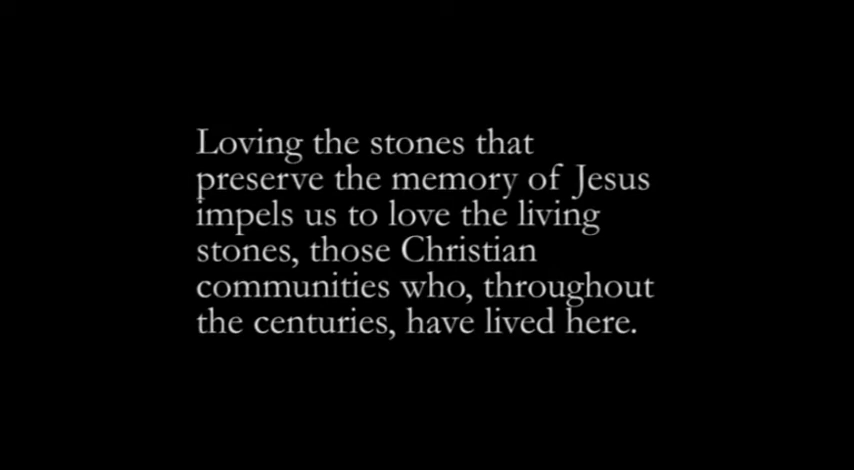 Loving the stones that
preserve the memory of Jesus
impels us to love the living
stones, those Christian
communities who, throughout
the centuries, have lived here.